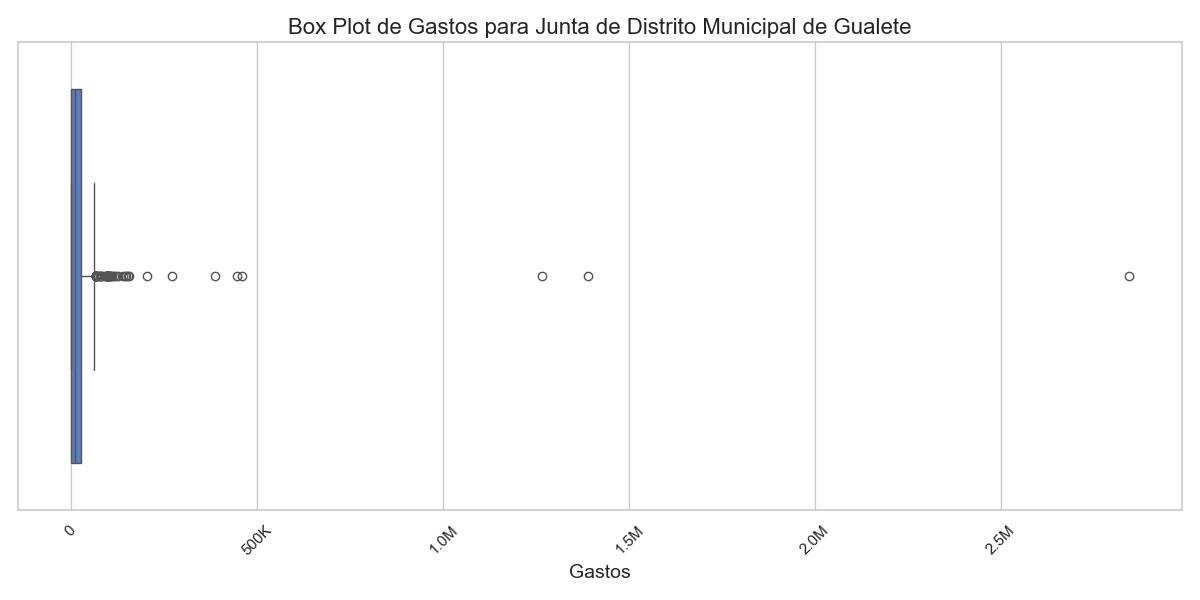 Box Plot de Gastos para Junta de Distrito Municipal de Gualete
0
500K
1.0M
1.5M
2.0M
2.5M
Gastos